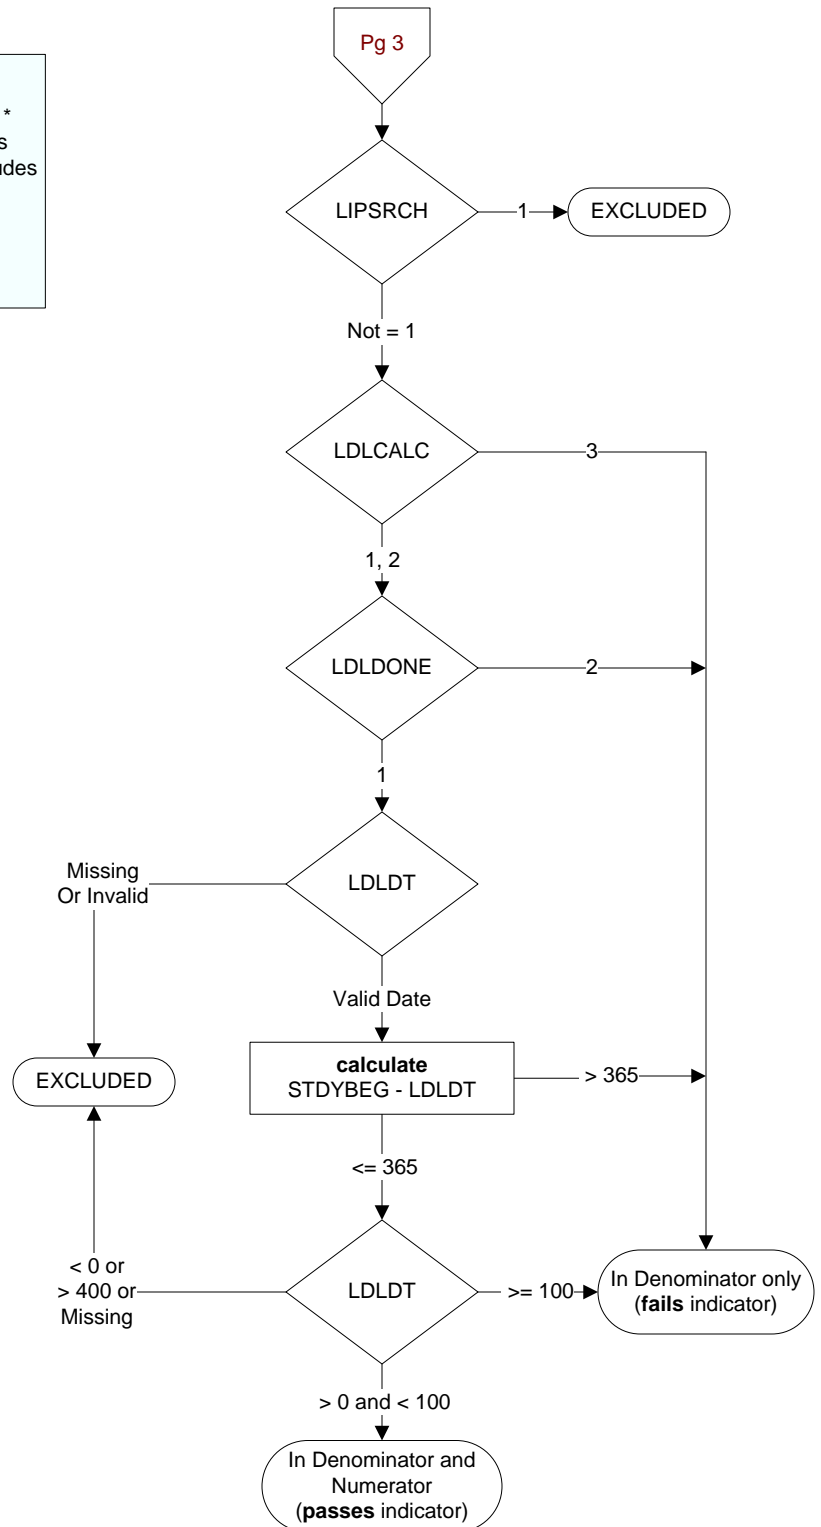 Pg 3
*
s
udes
LIPSRCH
1
EXCLUDED
Not = 1
LDLCALC
3
1, 2
LDLDONE
2
1
LDLDT
Missing
Or Invalid
Valid Date
calculate
STDYBEG - LDLDT
> 365
EXCLUDED
<= 365
LDLDT
< 0 or
> 400 or
Missing
>= 100
In Denominator only
(fails indicator)
> 0 and < 100
In Denominator and
Numerator
(passes indicator)